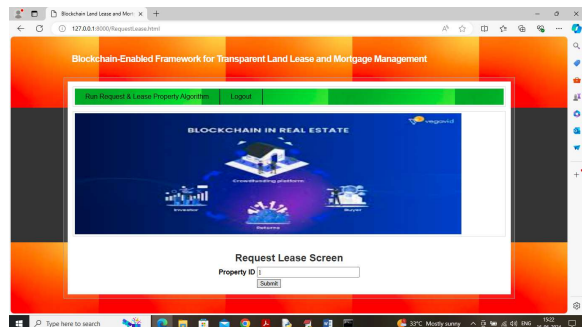 Blockchain Land Lease and Mort
127.0.0.1:8000/RequestLease.html
Blockchain-Enabled Framework for Transparent Land Lease and Mortgage Management
Run Request & Lease Property Algorithm Logout
vegavid
BLOCKCHAIN IN REAL ESTATE
Crowdfunding platform
Investor
Buyer
Returns
Request Lease Screen
Property ID 1
Submit
Type here to search
33°C Mostly sunny
ENG
15:22